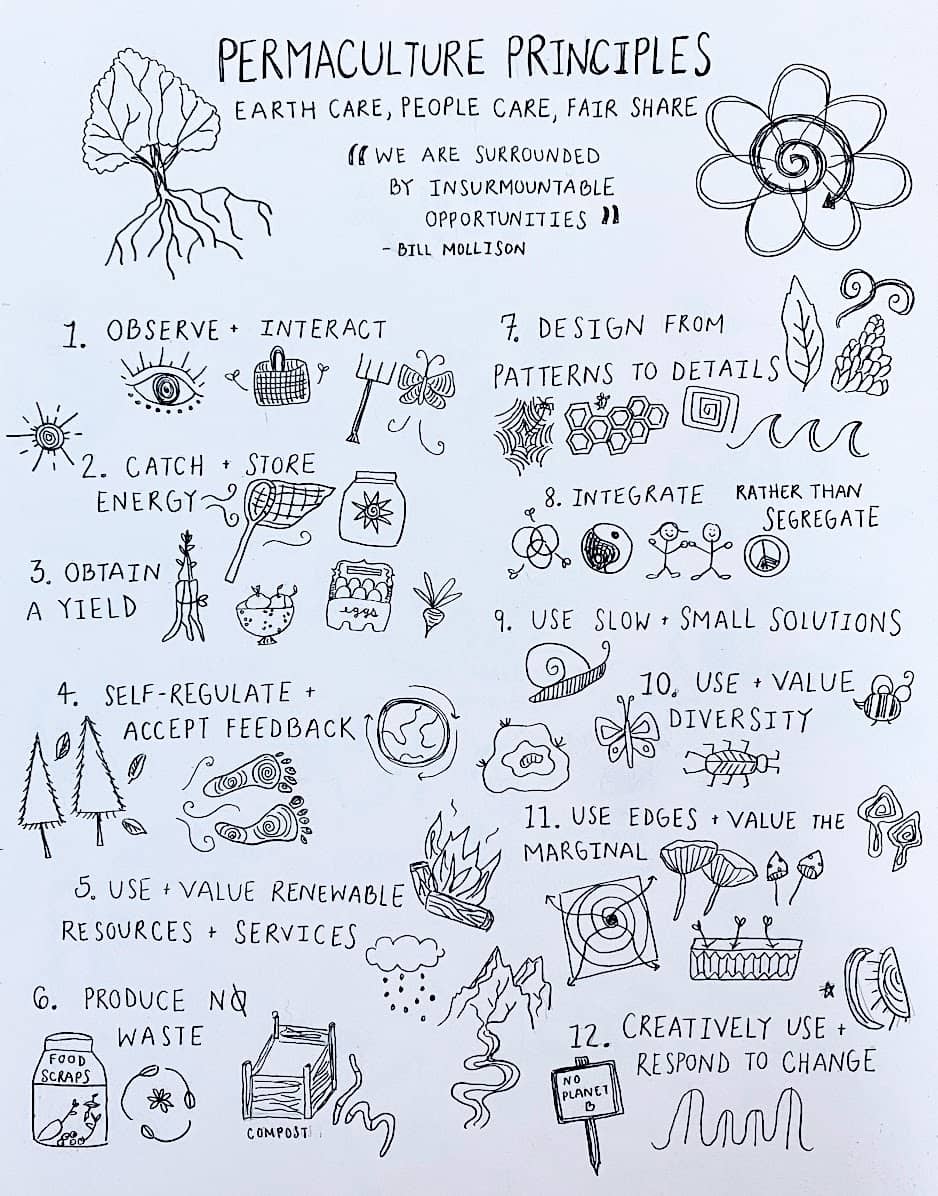 PERMACULTURE PRINCIPLES
EARTH CARE, PEOPLE CARE, FAIR SHARE
"WE ARE SURROUNDED
BY INSURMOUNTABLE
OPPORTUNITIES"
- BILL MOLLISON
1. OBSERVE + INTERACT
2. CATCH + STORE
ENERGY
3. OBTAIN
A YIELD
eggs
4. SELF-REGULATE +
ACCEPT FEEDBACK
5. USE + VALUE RENEWABLE
RESOURCES + SERVICES
6. PRODUCE NO
WASTE
FOOD
SCRAPS
COMPOST
7. DESIGN FROM
PATTERNS TO DETAILS
8. INTEGRATE RATHER THAN
SEGREGATE
9. USE SLOW + SMALL SOLUTIONS
10. USE + VALUE
DIVERSITY
11. USE EDGES + VALUE THE
MARGINAL
12. CREATIVELY USE +
RESPOND TO CHANGE
NO
PLANET
B